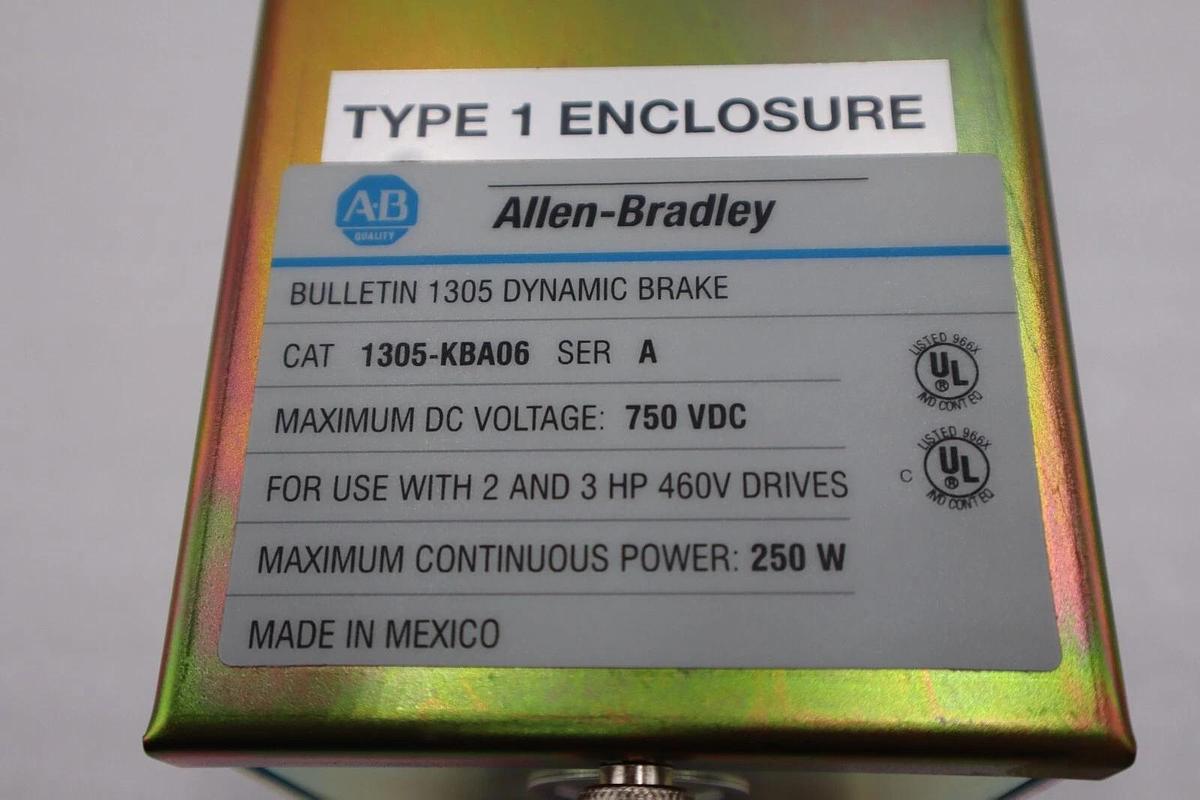 TYPE 1 ENCLOSURE
A·B
QUALITY
Allen-Bradley
BULLETIN 1305 DYNAMIC BRAKE
CAT 1305-KBA06 SER A
LISTED 966X
UL ®
IND CONT EQ
MAXIMUM DC VOLTAGE: 750 VDC
LISTED 966X
C UL ®
IND CONT EQ
FOR USE WITH 2 AND 3 HP 460V DRIVES
MAXIMUM CONTINUOUS POWER: 250 W
MADE IN MEXICO